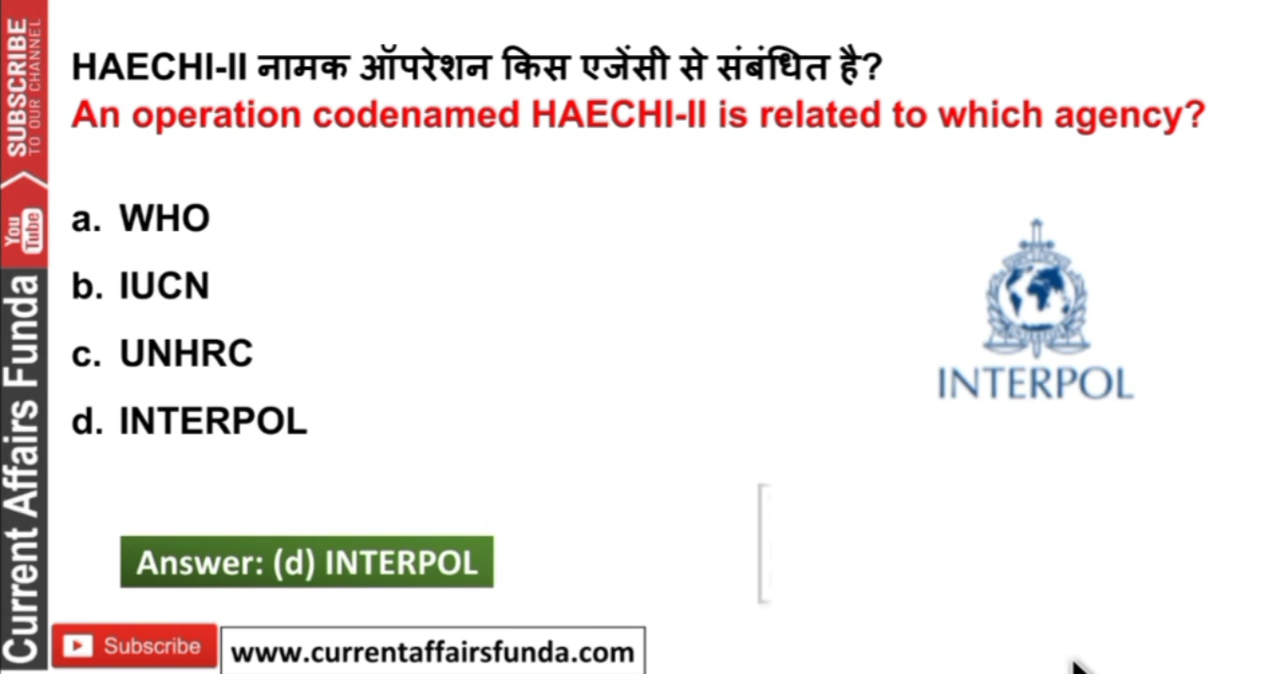 HAECHI-II नामक ऑपरेशन किस एजेंसी से संबंधित है?
An operation codenamed HAECHI-II is related to which agency?
a. WHO
b. IUCN
c. UNHRC
d. INTERPOL
INTERPOL
Answer: (d) INTERPOL
Subscribe
www.currentaffairsfunda.com
Current Affairs Funda
You Tube
SUBSCRIBE
TO OUR CHANNEL